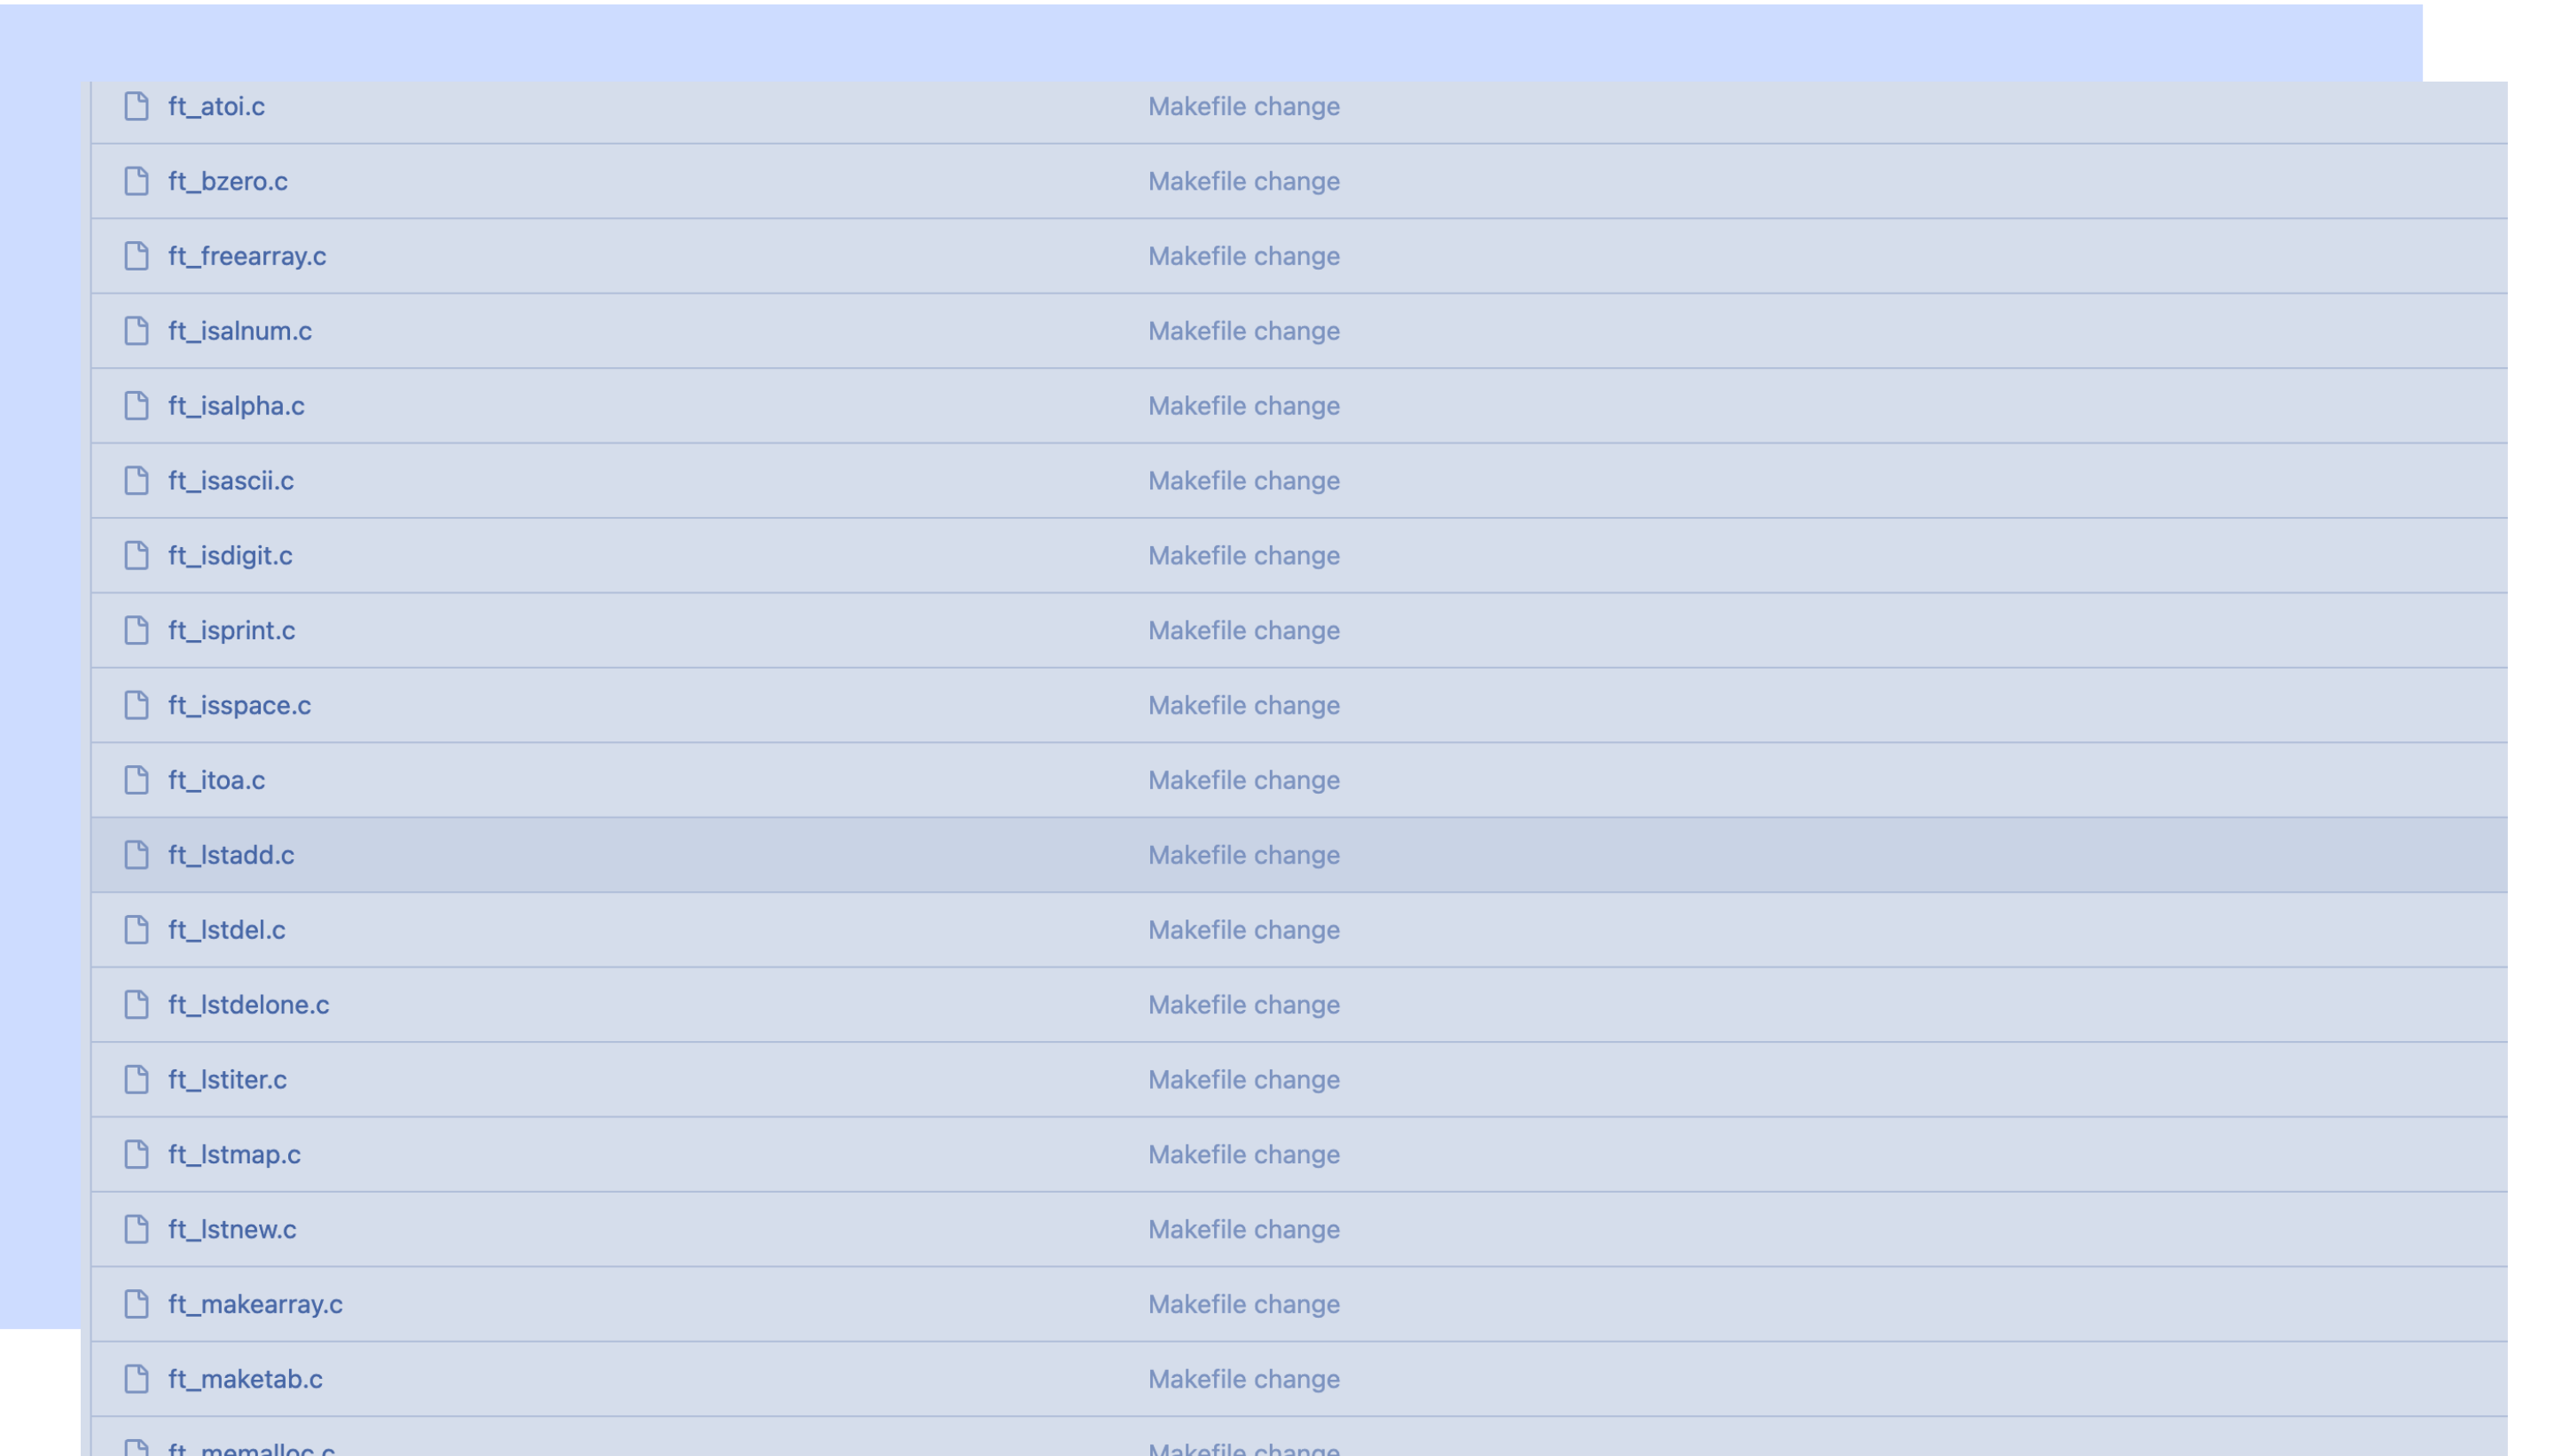 ft_atoi.c Makefile change
ft_bzero.c Makefile change
ft_freearray.c Makefile change
ft_isalnum.c Makefile change
ft_isalpha.c Makefile change
ft_isascii.c Makefile change
ft_isdigit.c Makefile change
ft_isprint.c Makefile change
ft_isspace.c Makefile change
ft_itoa.c Makefile change
ft_lstadd.c Makefile change
ft_lstdel.c Makefile change
ft_lstdelone.c Makefile change
ft_lstiter.c Makefile change
ft_lstmap.c Makefile change
ft_lstnew.c Makefile change
ft_makearray.c Makefile change
ft_maketab.c Makefile change
ft_memalloc.c Makefile change